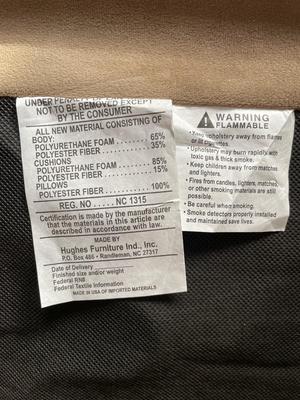 UNDER PENALTY
NOT TO BE REMOVED EXCEPT
BY THE CONSUMER
ALL NEW MATERIAL CONSISTING OF
BODY:
POLYURETHANE FOAM . . . . . . . 65%
POLYESTER FIBER . . . . . . . . . 35%
CUSHIONS
POLYURETHANE FOAM . . . . . . . 85%
POLYESTER FIBER . . . . . . . . . 15%
PILLOWS
POLYESTER FIBER . . . . . . . . . 100%
REG. NO . . . . . NC 1315
Certification is made by the manufacturer
that the materials in this article are
described in accordance with law.
MADE BY
Hughes Furniture Ind., Inc.
P.O. Box 486 • Randleman, NC 27317
Date of Delivery
Finished size and/or weight
Federal RN#
Federal Textile Information
MADE IN USA OF IMPORTED MATERIALS
WARNING
FLAMMABLE
• Keep upholstery away from flames
or lit cigarettes.
• Upholstery may burn rapidly with
toxic gas & thick smoke.
• Keep children away from matches
and lighters.
• Fires from candles, lighters, matches,
or other smoking materials are still
possible.
• Be careful when smoking.
• Smoke detectors properly installed
and maintained save lives.